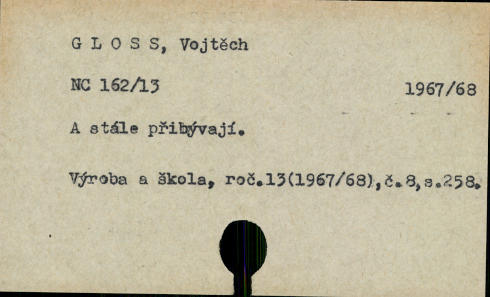 G L O S S, Vojtěch
NC 162/13 1967/68
A stále přibývají.
Výroba a škola, roč.13(1967/68),č.8,s.258.